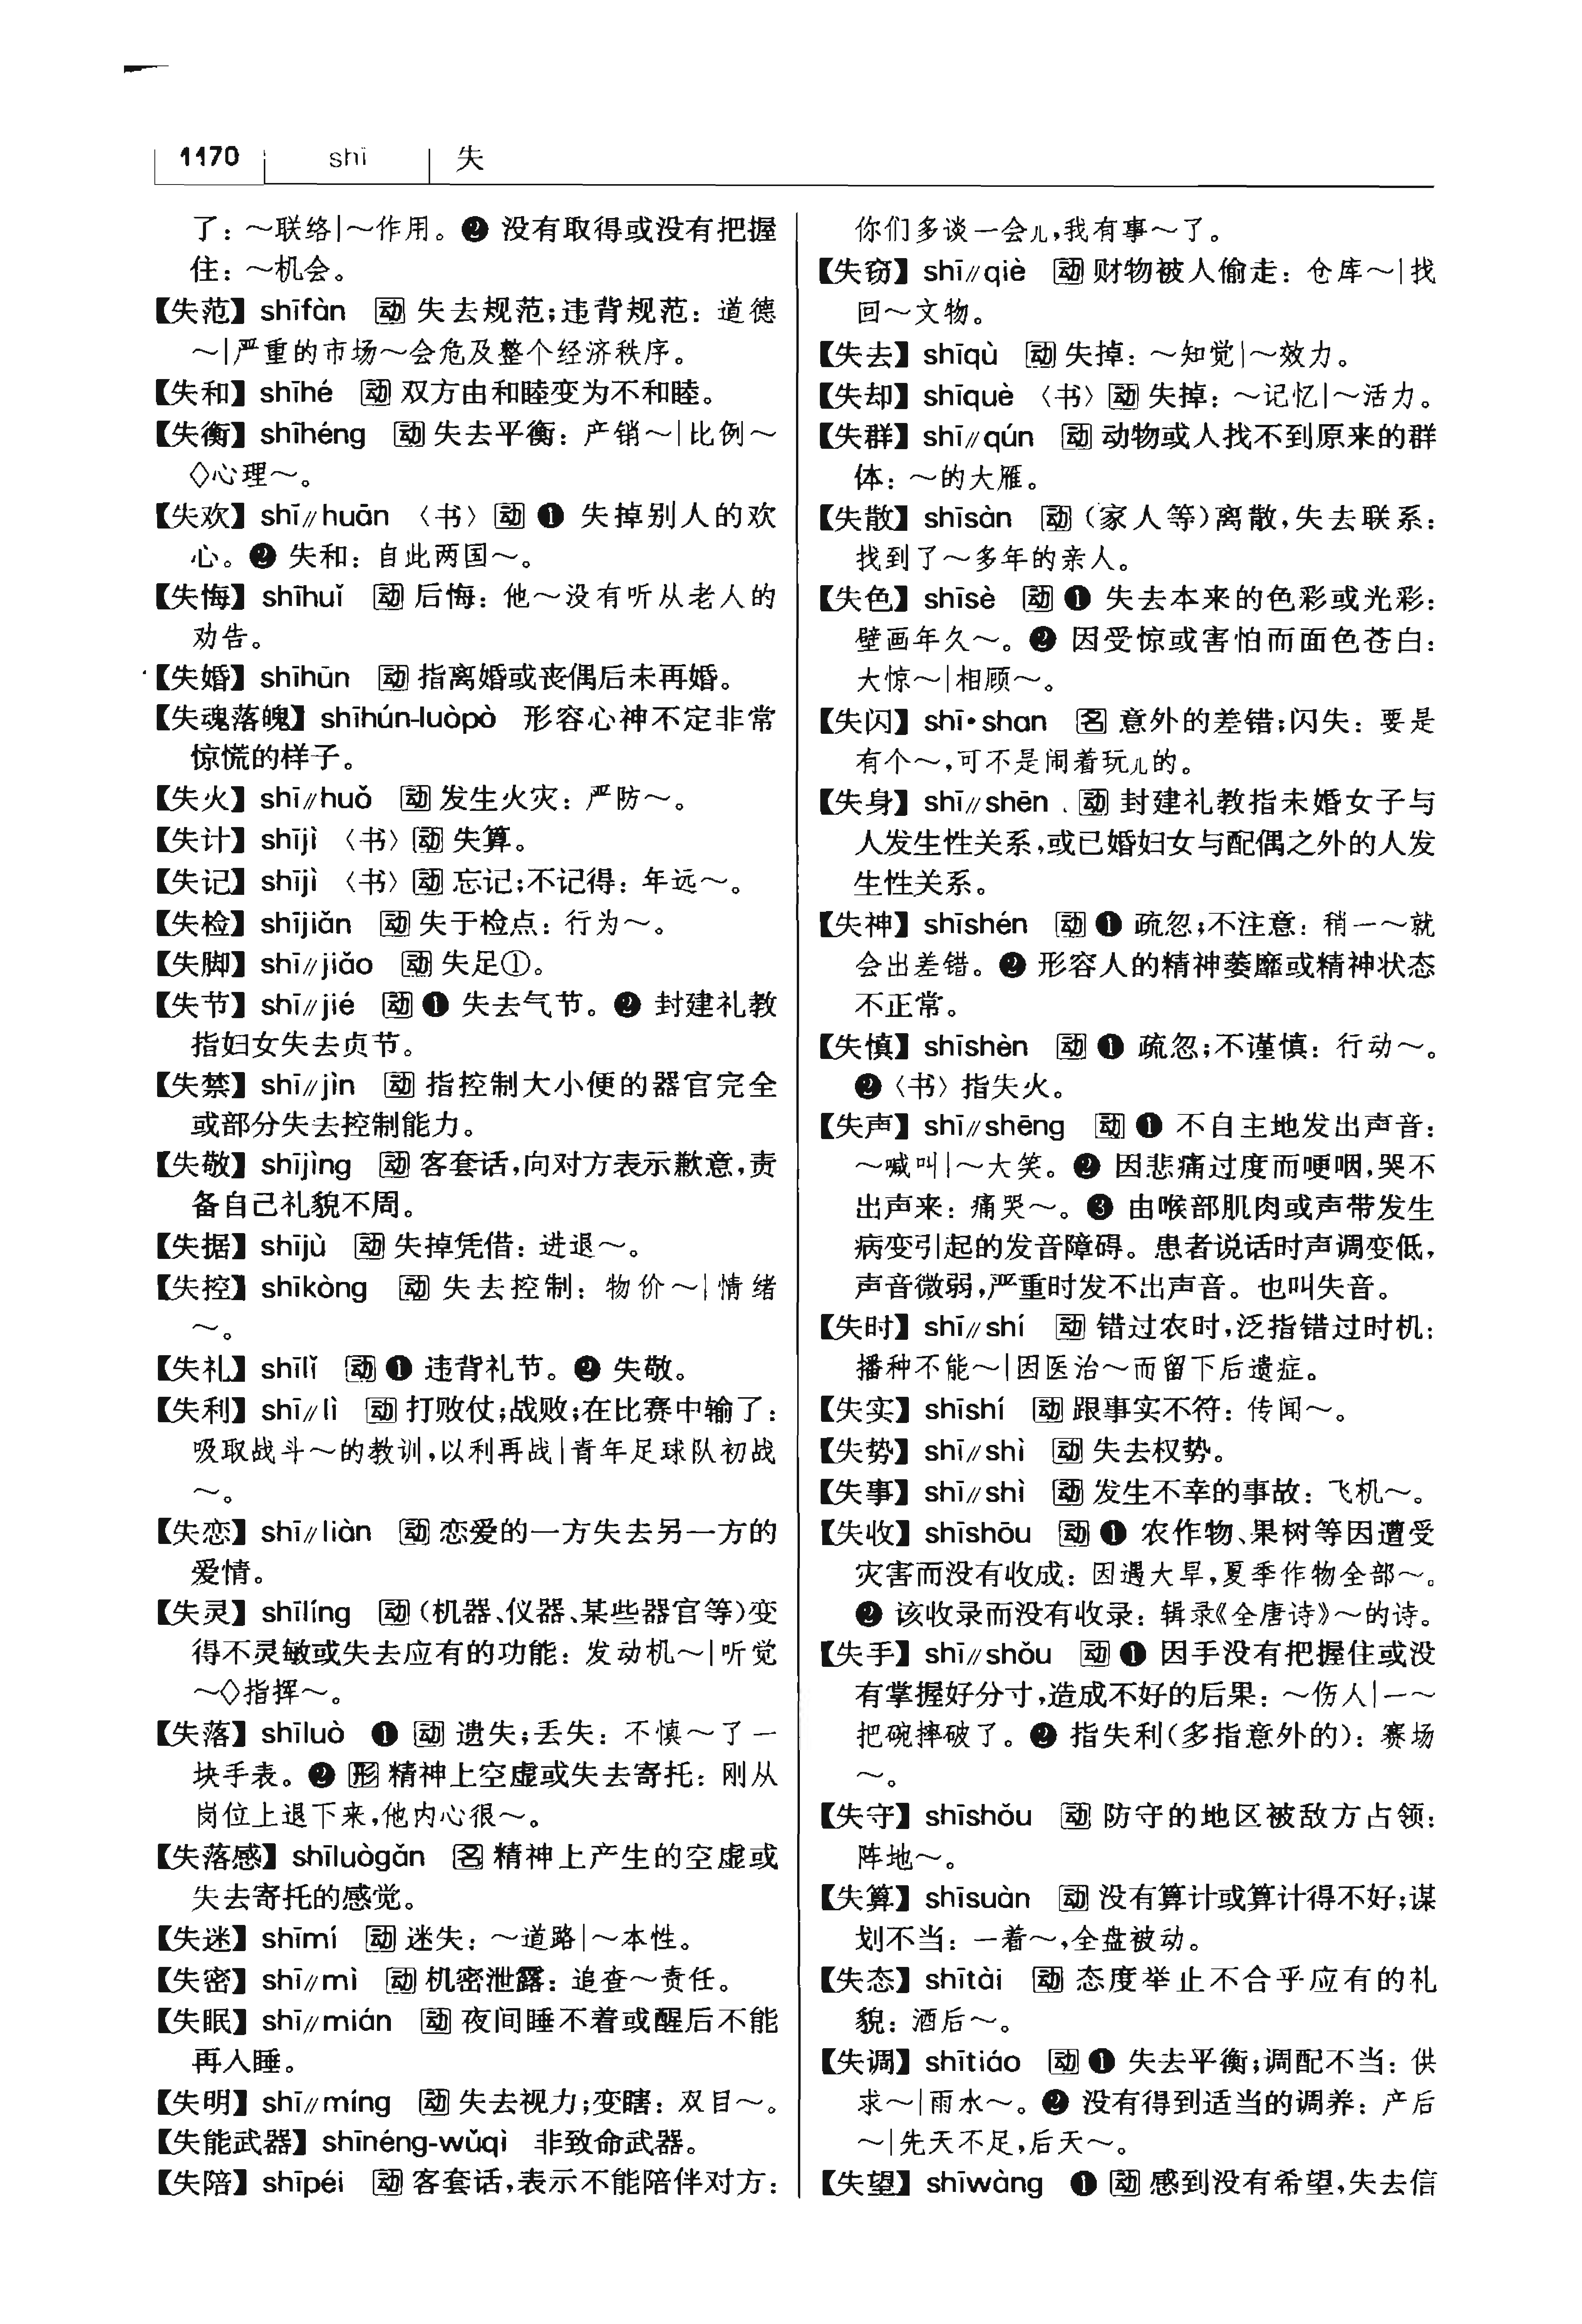 1170 shī 失
了：～联络|～作用。❷ 没有取得或没有把握
住：～机会。
【失范】shīfàn 动 失去规范；违背规范：道德
～|严重的市场～会危及整个经济秩序。
【失和】shīhé 动 双方由和睦变为不和睦。
【失衡】shīhéng 动 失去平衡：产销～|比例～
◇心理～。
【失欢】shī//huān 〈书〉动 ❶ 失掉别人的欢
心。❷ 失和：自此两国～。
【失悔】shīhuǐ 动 后悔：他～没有听从老人的
劝告。
【失婚】shīhūn 动 指离婚或丧偶后未再婚。
【失魂落魄】shīhún-luòpò 形容心神不定非常
惊慌的样子。
【失火】shī//huǒ 动 发生火灾：严防～。
【失计】shījì 〈书〉动 失算。
【失记】shījì 〈书〉动 忘记；不记得：年远～。
【失检】shījiǎn 动 失于检点：行为～。
【失脚】shī//jiǎo 动 失足①。
【失节】shī//jié 动 ❶ 失去气节。❷ 封建礼教
指妇女失去贞节。
【失禁】shī//jìn 动 指控制大小便的器官完全
或部分失去控制能力。
【失敬】shījìng 动 客套话，向对方表示歉意，责
备自己礼貌不周。
【失据】shījù 动 失掉凭借：进退～。
【失控】shīkòng 动 失去控制：物价～|情绪
～。
【失礼】shīlǐ 动 ❶ 违背礼节。❷ 失敬。
【失利】shī//lì 动 打败仗；战败；在比赛中输了：
吸取战斗～的教训，以利再战|青年足球队初战
～。
【失恋】shī//liàn 动 恋爱的一方失去另一方的
爱情。
【失灵】shīlíng 动（机器、仪器、某些器官等）变
得不灵敏或失去应有的功能：发动机～|听觉
～◇指挥～。
【失落】shīluò ❶ 动 遗失；丢失：不慎～了一
块手表。❷ 形 精神上空虚或失去寄托：刚从
岗位上退下来，他内心很～。
【失落感】shīluògǎn 名 精神上产生的空虚或
失去寄托的感觉。
【失迷】shīmí 动 迷失：～道路|～本性。
【失密】shī//mì 动 机密泄露：追查～责任。
【失眠】shī//mián 动 夜间睡不着或醒后不能
再入睡。
【失明】shī//míng 动 失去视力；变瞎：双目～。
【失能武器】shīnéng-wǔqì 非致命武器。
【失陪】shīpéi 动 客套话，表示不能陪伴对方：
你们多谈一会儿，我有事～了。
【失窃】shī//qiè 动 财物被人偷走：仓库～|找
回～文物。
【失去】shīqù 动 失掉：～知觉|～效力。
【失却】shīquè 〈书〉动 失掉：～记忆|～活力。
【失群】shī//qún 动 动物或人找不到原来的群
体：～的大雁。
【失散】shīsàn 动（家人等）离散，失去联系：
找到了～多年的亲人。
【失色】shīsè 动 ❶ 失去本来的色彩或光彩：
壁画年久～。❷ 因受惊或害怕而面色苍白：
大惊～|相顾～。
【失闪】shī·shan 名 意外的差错；闪失：要是
有个～，可不是闹着玩儿的。
【失身】shī//shēn 动 封建礼教指未婚女子与
人发生性关系，或已婚妇女与配偶之外的人发
生性关系。
【失神】shīshén 动 ❶ 疏忽；不注意：稍一～就
会出差错。❷ 形容人的精神萎靡或精神状态
不正常。
【失慎】shīshèn 动 ❶ 疏忽；不谨慎：行动～。
❷〈书〉指失火。
【失声】shī//shēng 动 ❶ 不自主地发出声音：
～喊叫|～大笑。❷ 因悲痛过度而哽咽，哭不
出声来：痛哭～。❸ 由喉部肌肉或声带发生
病变引起的发音障碍。患者说话时声调变低，
声音微弱，严重时发不出声音。也叫失音。
【失时】shī//shí 动 错过农时，泛指错过时机：
播种不能～|因医治～而留下后遗症。
【失实】shīshí 动 跟事实不符：传闻～。
【失势】shī//shì 动 失去权势。
【失事】shī//shì 动 发生不幸的事故：飞机～。
【失收】shīshōu 动 ❶ 农作物、果树等因遭受
灾害而没有收成：因遇大旱，夏季作物全部～。
❷ 该收录而没有收录：辑录《全唐诗》～的诗。
【失手】shī//shǒu 动 ❶ 因手没有把握住或没
有掌握好分寸，造成不好的后果：～伤人|一～
把碗摔破了。❷ 指失利（多指意外的）：赛场
～。
【失守】shīshǒu 动 防守的地区被敌方占领：
阵地～。
【失算】shīsuàn 动 没有算计或算计得不好；谋
划不当：一着～，全盘被动。
【失态】shītài 动 态度举止不合乎应有的礼
貌：酒后～。
【失调】shītiáo 动 ❶ 失去平衡；调配不当：供
求～|雨水～。❷ 没有得到适当的调养：产后
～|先天不足，后天～。
【失望】shīwàng ❶ 动 感到没有希望，失去信